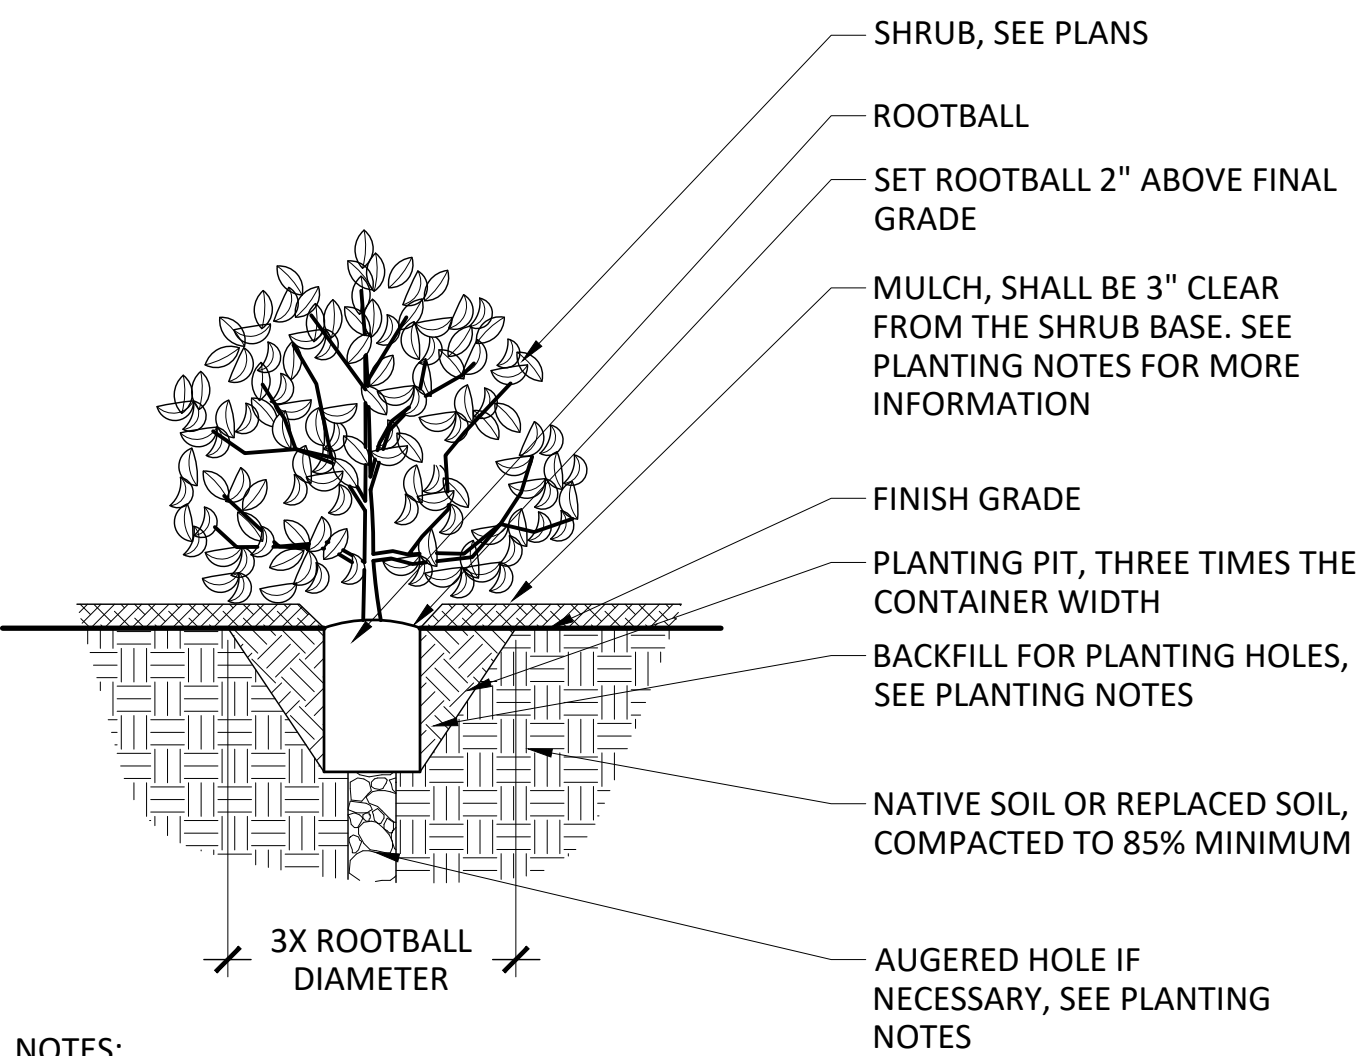 SHRUB, SEE PLANS
ROOTBALL
SET ROOTBALL 2" ABOVE FINAL
GRADE
MULCH, SHALL BE 3" CLEAR
FROM THE SHRUB BASE. SEE
PLANTING NOTES FOR MORE
INFORMATION
FINISH GRADE
PLANTING PIT, THREE TIMES THE
CONTAINER WIDTH
BACKFILL FOR PLANTING HOLES,
SEE PLANTING NOTES
NATIVE SOIL OR REPLACED SOIL,
COMPACTED TO 85% MINIMUM
AUGERED HOLE IF
NECESSARY, SEE PLANTING
NOTES
3X ROOTBALL
DIAMETER
NOTES: